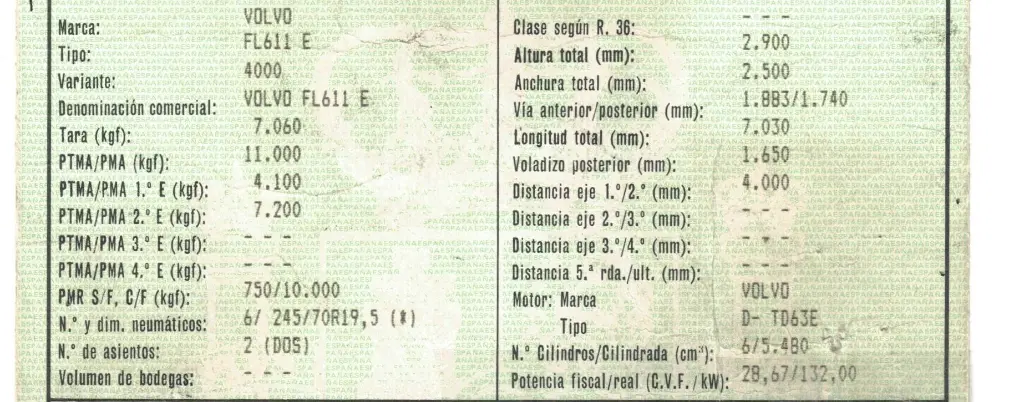 Marca: VOLVO
Tipo: FL611 E
Variante: 4000
Denominación comercial: VOLVO FL611 E
Tara (kgf): 7.060
PTMA/PMA (kgf): 11.000
PTMA/PMA 1.º E (kgf): 4.100
PTMA/PMA 2.º E (kgf): 7.200
PTMA/PMA 3.º E (kgf): - - -
PTMA/PMA 4.º E (kgf): - - -
PMR S/F, C/F (kgf): 750/10.000
N.º y dim. neumáticos: 6/ 245/70R19,5 (*)
N.º de asientos: 2 (DOS)
Volumen de bodegas: - - -
Clase según R. 36: - - -
Altura total (mm): 2.900
Anchura total (mm): 2.500
Vía anterior/posterior (mm): 1.883/1.740
Longitud total (mm): 7.030
Voladizo posterior (mm): 1.650
Distancia eje 1.º/2.º (mm): 4.000
Distancia eje 2.º/3.º (mm): - - -
Distancia eje 3.º/4.º (mm): - - -
Distancia 5.ª rda./ult. (mm): - - -
Motor: Marca VOLVO
Tipo D- TD63E
N.º Cilindros/Cilindrada (cm³): 6/5.480
Potencia fiscal/real (C.V.F./kW): 28,67/132,00